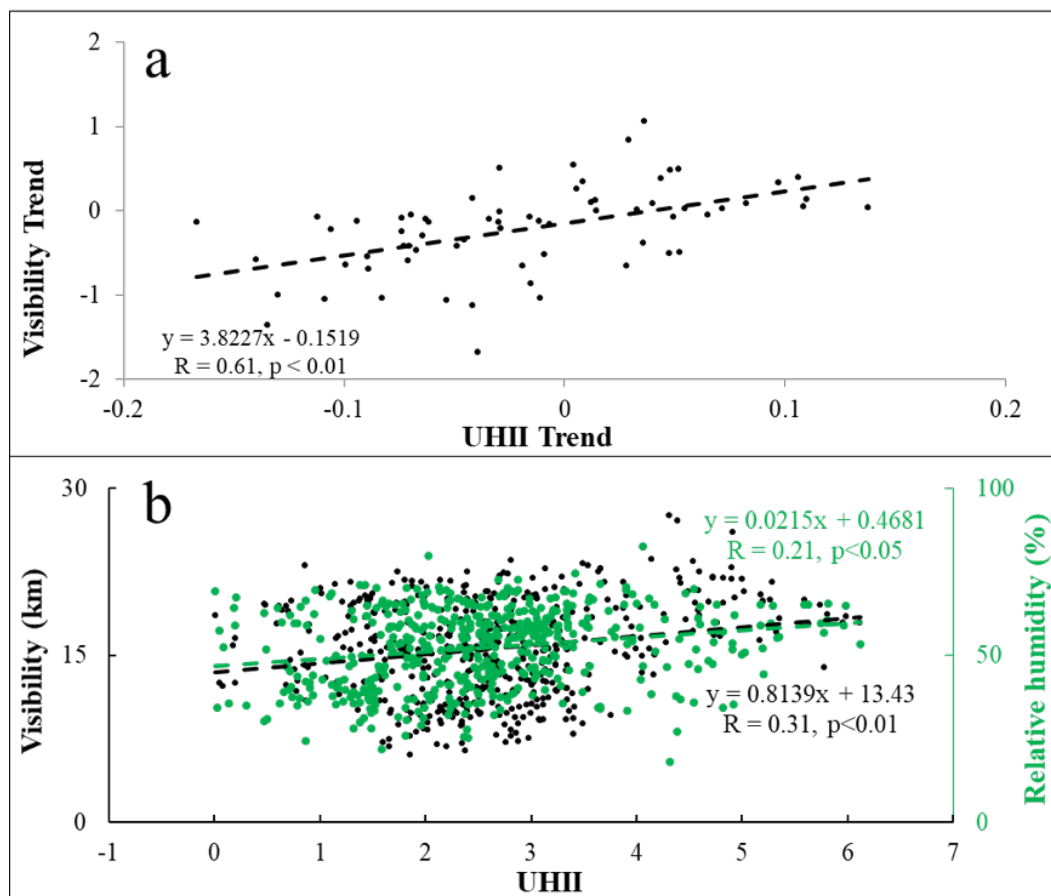 a
2
1
0
-1
-2
Visibility Trend
y = 3.8227x - 0.1519
R = 0.61, p < 0.01
-0.2
-0.1
0
0.1
0.2
UHII Trend
b
30
15
0
Visibility (km)
y = 0.0215x + 0.4681
R = 0.21, p<0.05
y = 0.8139x + 13.43
R = 0.31, p<0.01
100
50
0
Relative humidity (%)
-1
0
1
2
3
4
5
6
7
UHII